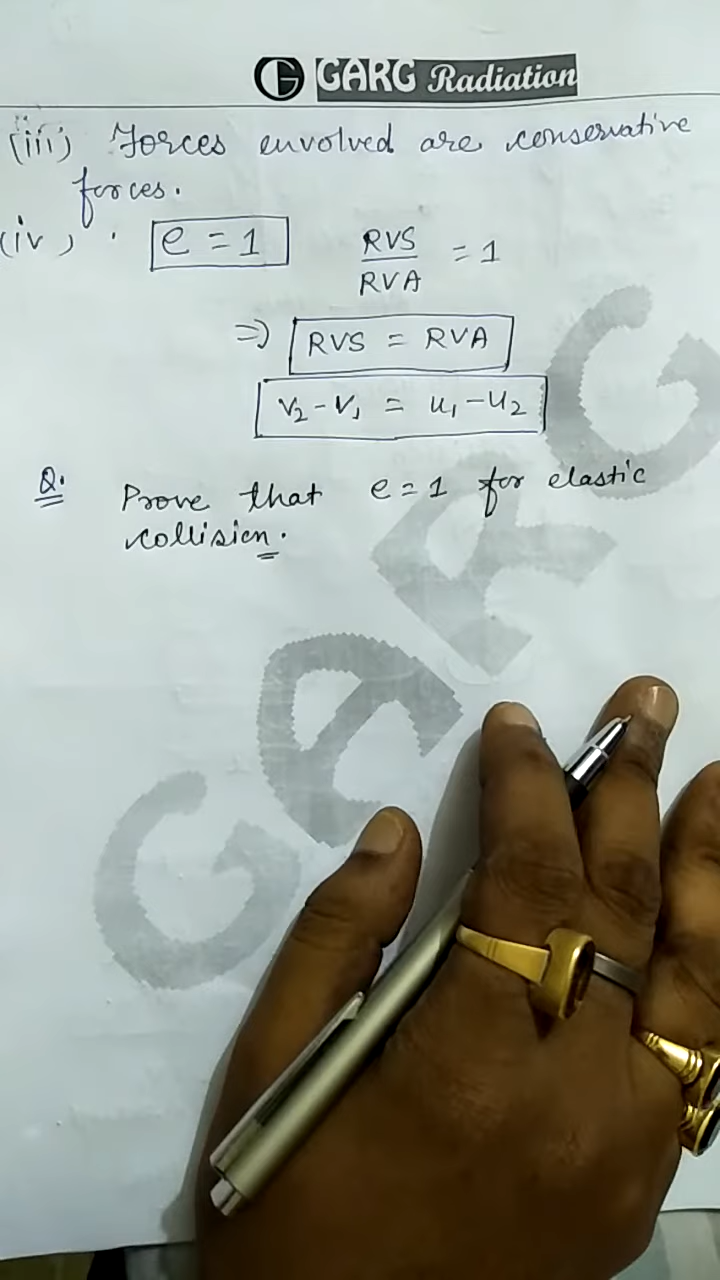 GARG Radiation
(iii) Forces envolved are conservative
forces.
(iv) . e = 1 RVS/RVA = 1
=> RVS = RVA
V₂ - V₁ = u₁ - u₂
Q. Prove that e = 1 for elastic
collision.
GARG